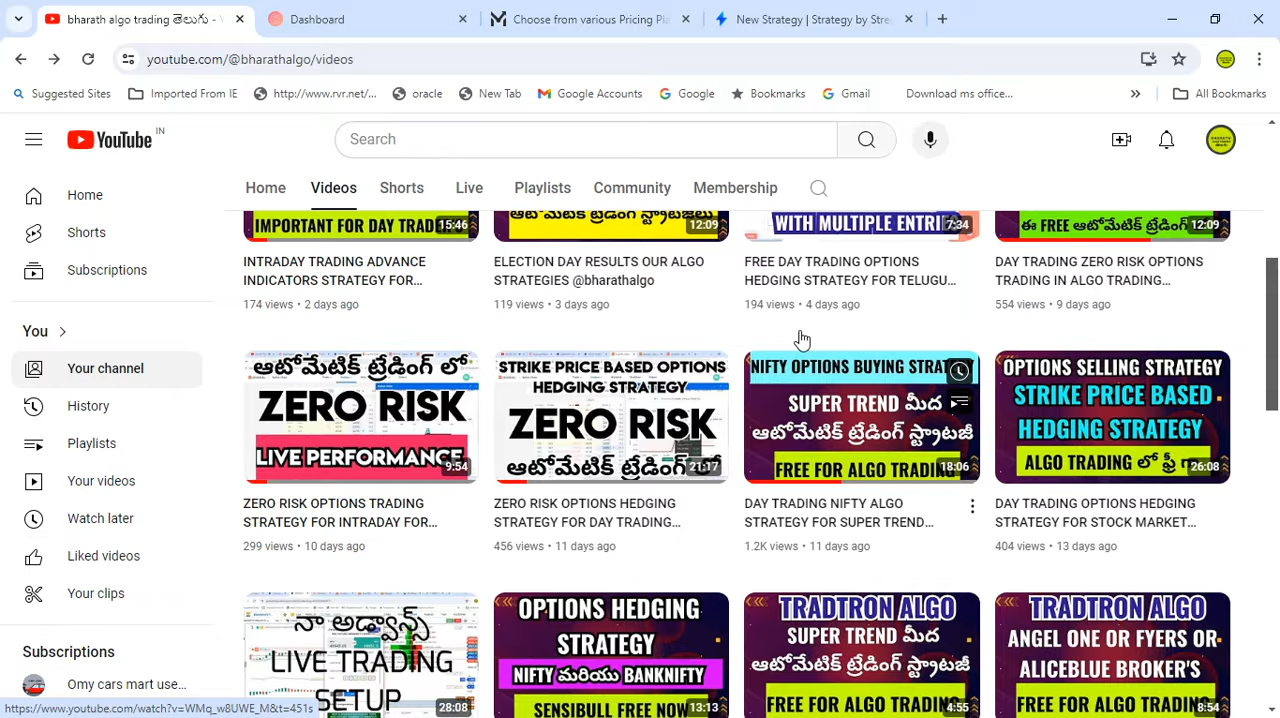 bharath algo trading తెలుగు - Y
Dashboard
Choose from various Pricing Pla
New Strategy | Strategy by Stre
youtube.com/@bharathalgo/videos
Suggested Sites
Imported From IE
http://www.rvr.net/...
oracle
New Tab
Google Accounts
Google
Bookmarks
Gmail
Download ms office...
All Bookmarks
YouTube IN
Search
Home
Videos
Shorts
Live
Playlists
Community
Membership
Home
Shorts
Subscriptions
You
Your channel
History
Playlists
Your videos
Watch later
Liked videos
Your clips
Subscriptions
Omy cars mart use...
IMPORTANT FOR DAY TRAD
15:46
INTRADAY TRADING ADVANCE
INDICATORS STRATEGY FOR...
174 views • 2 days ago
ఆటోమేటిక్ ట్రేడింగ్ స్ట్రాటజీలు
12:09
ELECTION DAY RESULTS OUR ALGO
STRATEGIES @bharathalgo
119 views • 3 days ago
WITH MULTIPLE ENTRI
7:34
FREE DAY TRADING OPTIONS
HEDGING STRATEGY FOR TELUGU...
194 views • 4 days ago
ఈ FREE ఆటోమేటిక్ ట్రేడింగ్
12:09
DAY TRADING ZERO RISK OPTIONS
TRADING IN ALGO TRADING...
554 views • 9 days ago
ఆటోమేటిక్ ట్రేడింగ్ లో
ZERO RISK
LIVE PERFORMANCE
9:54
ZERO RISK OPTIONS TRADING
STRATEGY FOR INTRADAY FOR...
299 views • 10 days ago
STRIKE PRICE BASED OPTIONS
HEDGING STRATEGY
ZERO RISK
ఆటోమేటిక్ ట్రేడింగ్ లో
21:17
ZERO RISK OPTIONS HEDGING
STRATEGY FOR DAY TRADING...
456 views • 11 days ago
NIFTY OPTIONS BUYING STRAT
SUPER TREND మీద
ఆటోమేటిక్ ట్రేడింగ్ స్ట్రాటజీ
FREE FOR ALGO TRADING
18:06
DAY TRADING NIFTY ALGO
STRATEGY FOR SUPER TREND...
1.2K views • 11 days ago
OPTIONS SELLING STRATEGY
STRIKE PRICE BASED
HEDGING STRATEGY
ALGO TRADING లో ఫ్రీ గా
26:08
DAY TRADING OPTIONS HEDGING
STRATEGY FOR STOCK MARKET...
404 views • 13 days ago
నా అడ్వాన్స్
LIVE TRADING
SETUP
28:08
OPTIONS HEDGING
STRATEGY
NIFTY మరియు BANKNIFTY
SENSIBULL FREE NOW
13:13
TRADTRON ALGO
SUPER TREND మీద
ఆటోమేటిక్ ట్రేడింగ్ స్ట్రాటజీ
FREE FOR ALGO TRADING
4:55
TRADTRON ALGO
ANGEL ONE OR FYERS OR
ALICEBLUE BROKER'S
FREE FOR ALGO TRADING
8:54
https://www.youtube.com/watch?v=WMq_w8UWE_M&t=451s